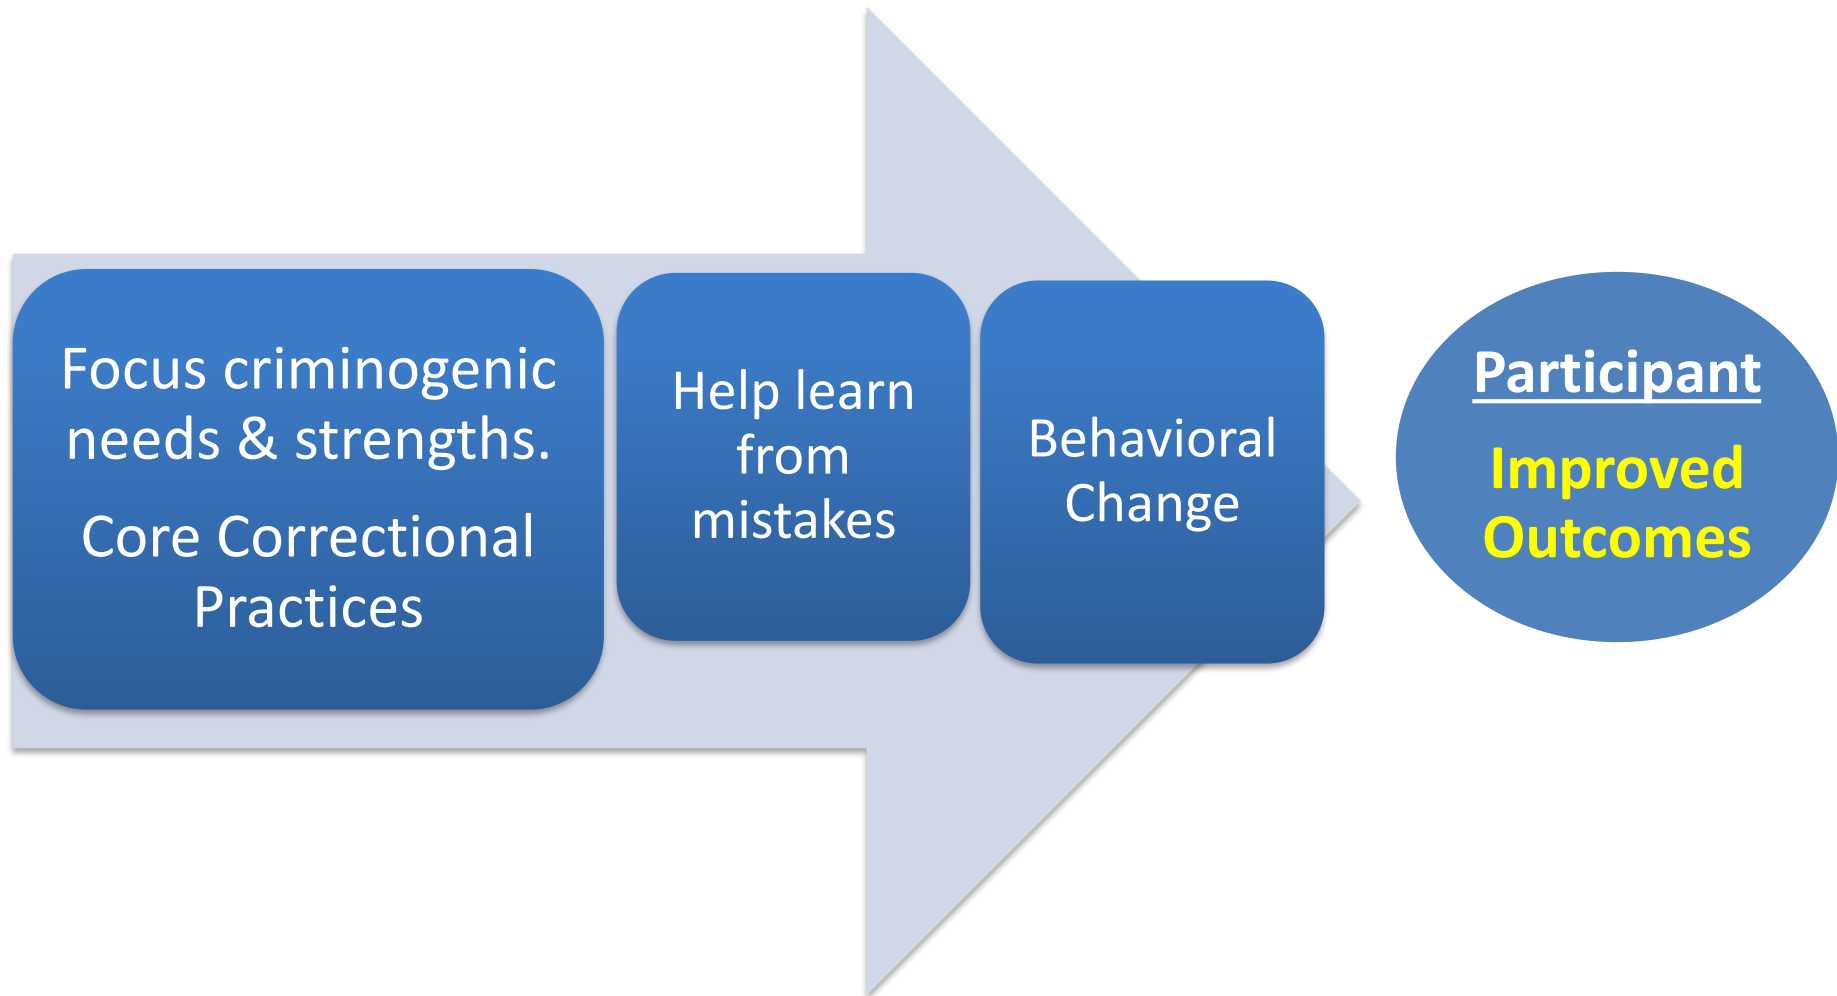 Focus criminogenic
needs & strengths.
Core Correctional
Practices
Help learn
from
mistakes
Behavioral
Change
Participant
Improved
Outcomes